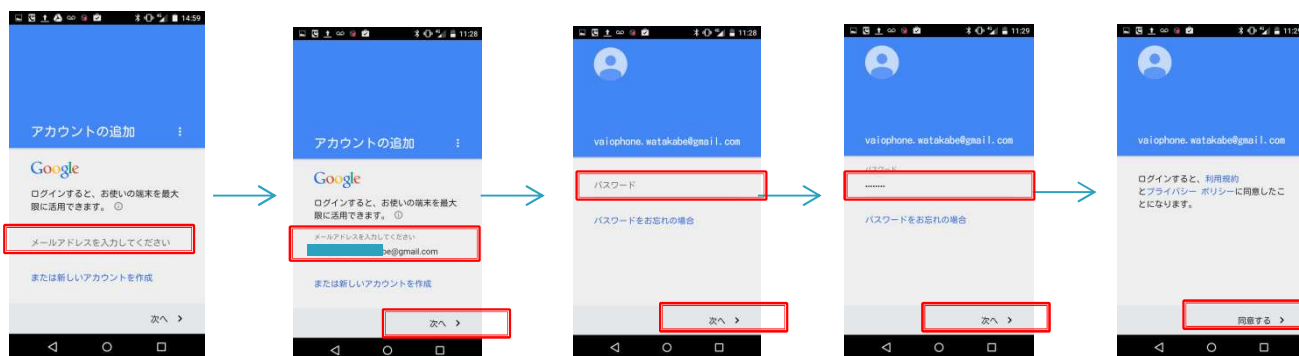 14:59
アカウントの追加
Google
ログインすると、お使いの端末を最大
限に活用できます。
メールアドレスを入力してください
または新しいアカウントを作成
次へ
11:28
アカウントの追加
Google
ログインすると、お使いの端末を最大
限に活用できます。
メールアドレスを入力してください
be@gmail.com
または新しいアカウントを作成
次へ
11:28
vaiophone.watakabe@gmail.com
パスワード
パスワードをお忘れの場合
次へ
11:29
vaiophone.watakabe@gmail.com
パスワード
........
パスワードをお忘れの場合
次へ
11:29
vaiophone.watakabe@gmail.com
ログインすると、利用規約
とプライバシー ポリシーに同意したこ
とになります。
同意する